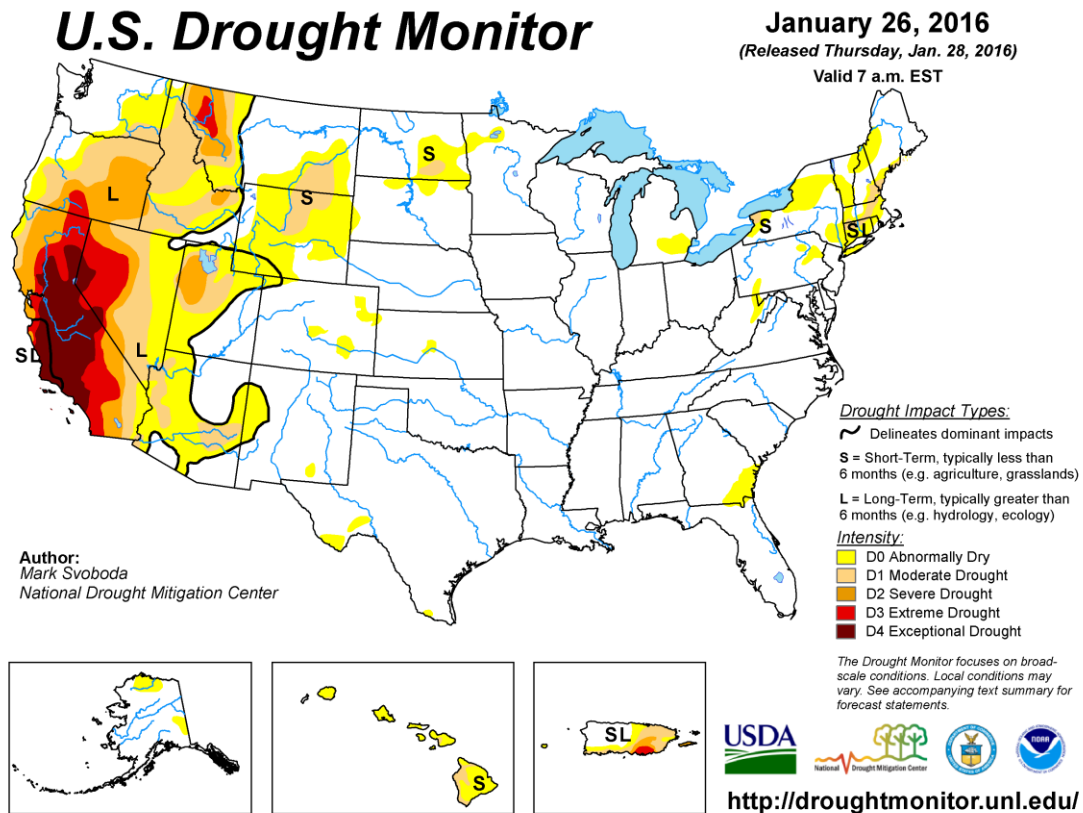 U.S. Drought Monitor
January 26, 2016
(Released Thursday, Jan. 28, 2016)
Valid 7 a.m. EST
S
L
S
S
SL
SL
L
Drought Impact Types:
Delineates dominant impacts
S = Short-Term, typically less than
6 months (e.g. agriculture, grasslands)
L = Long-Term, typically greater than
6 months (e.g. hydrology, ecology)
Intensity:
D0 Abnormally Dry
D1 Moderate Drought
D2 Severe Drought
D3 Extreme Drought
D4 Exceptional Drought
Author:
Mark Svoboda
National Drought Mitigation Center
The Drought Monitor focuses on broad-
scale conditions. Local conditions may
vary. See accompanying text summary for
forecast statements.
S
SL
USDA
National Drought Mitigation Center
NOAA
http://droughtmonitor.unl.edu/